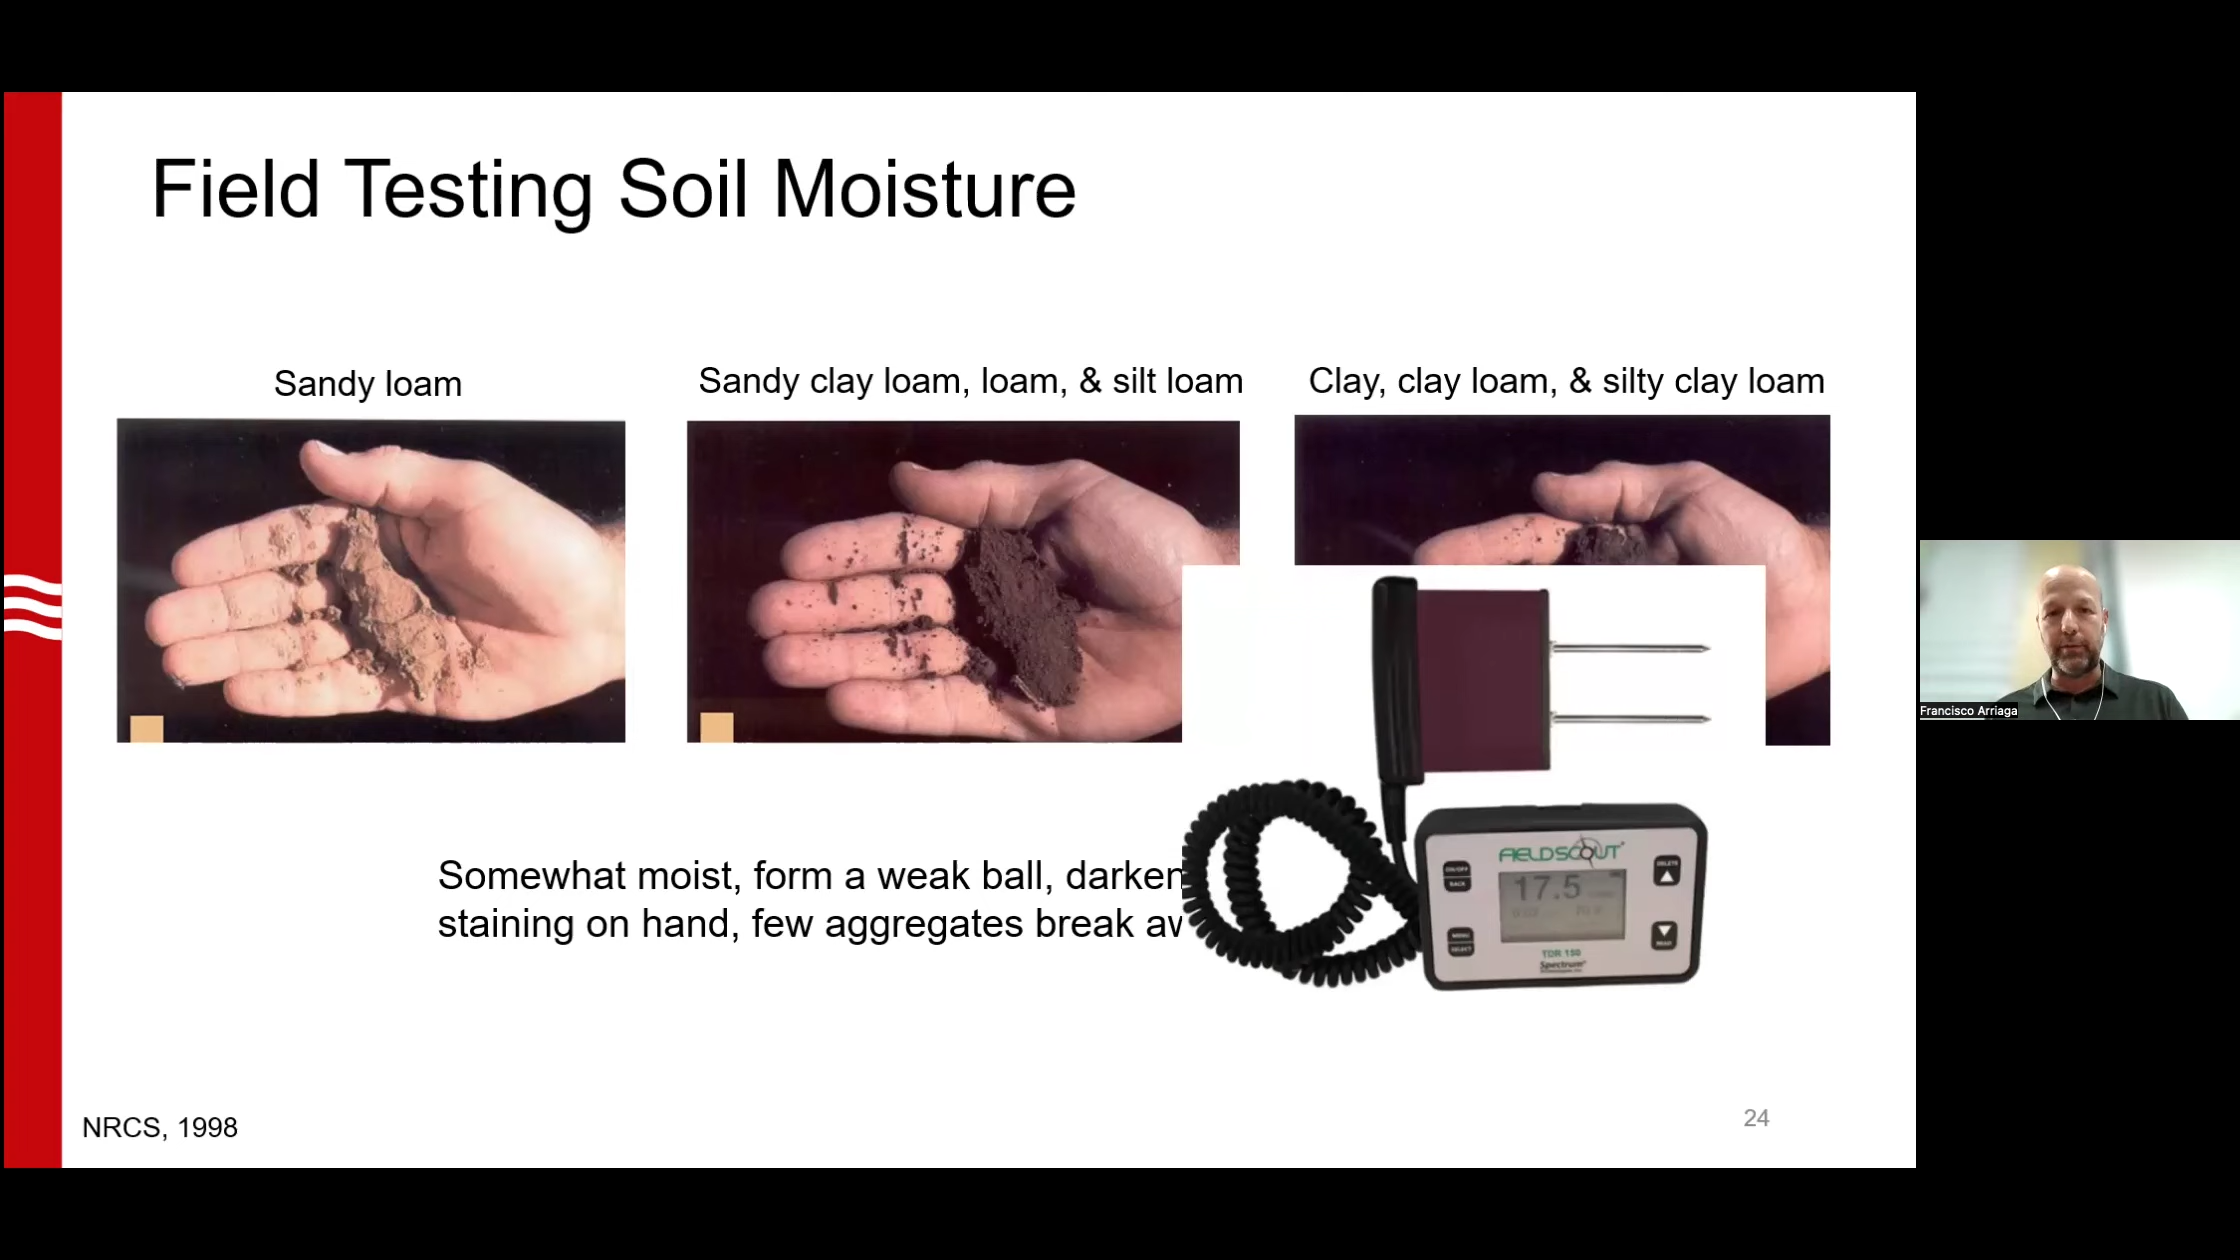 Field Testing Soil Moisture
Sandy loam
Sandy clay loam, loam, & silt loam
Clay, clay loam, & silty clay loam
Somewhat moist, form a weak ball, darken
staining on hand, few aggregates break aw
FIELDSCOUT
ON/OFF
BACK
DELETE
17.5
MENU
SELECT
READ
TDR 150
Spectrum
NRCS, 1998
24
Francisco Arriaga